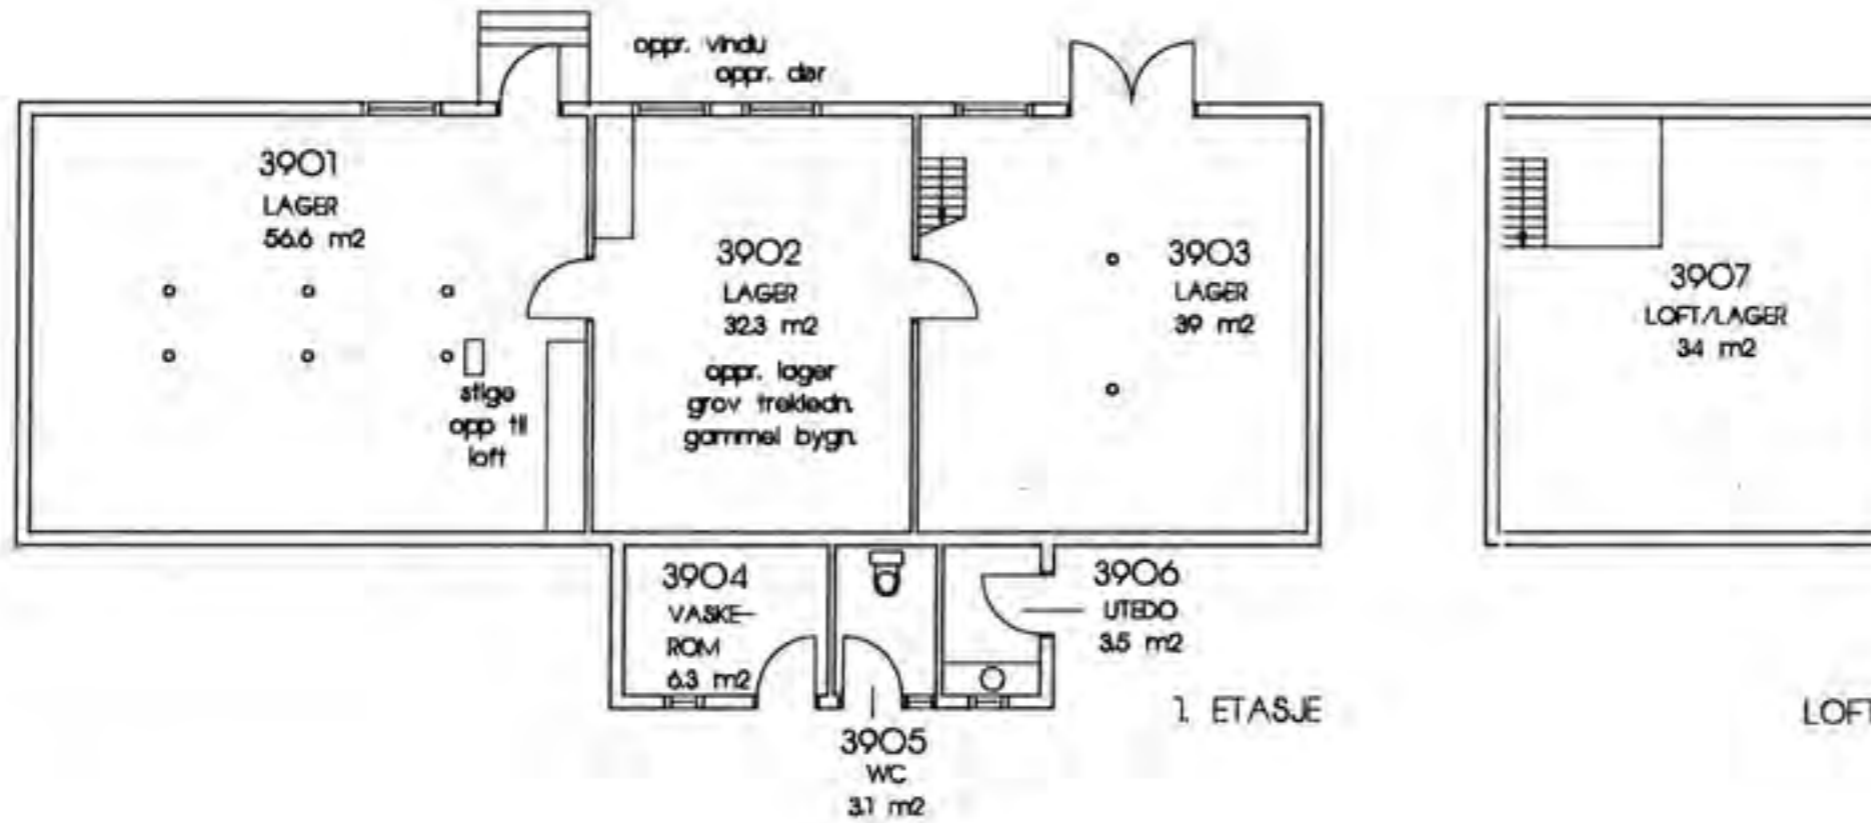 oppr. vindu
oppr. dør
3901
LAGER
56.6 m2
stige
opp til
loft
3902
LAGER
32.3 m2
oppr. lager
grov trekledn.
gammel bygn.
3903
LAGER
39 m2
3907
LOFT/LAGER
34 m2
3904
VASKE-
ROM
6.3 m2
3905
WC
3.1 m2
3906
UTEDO
3.5 m2
1. ETASJE
LOFT